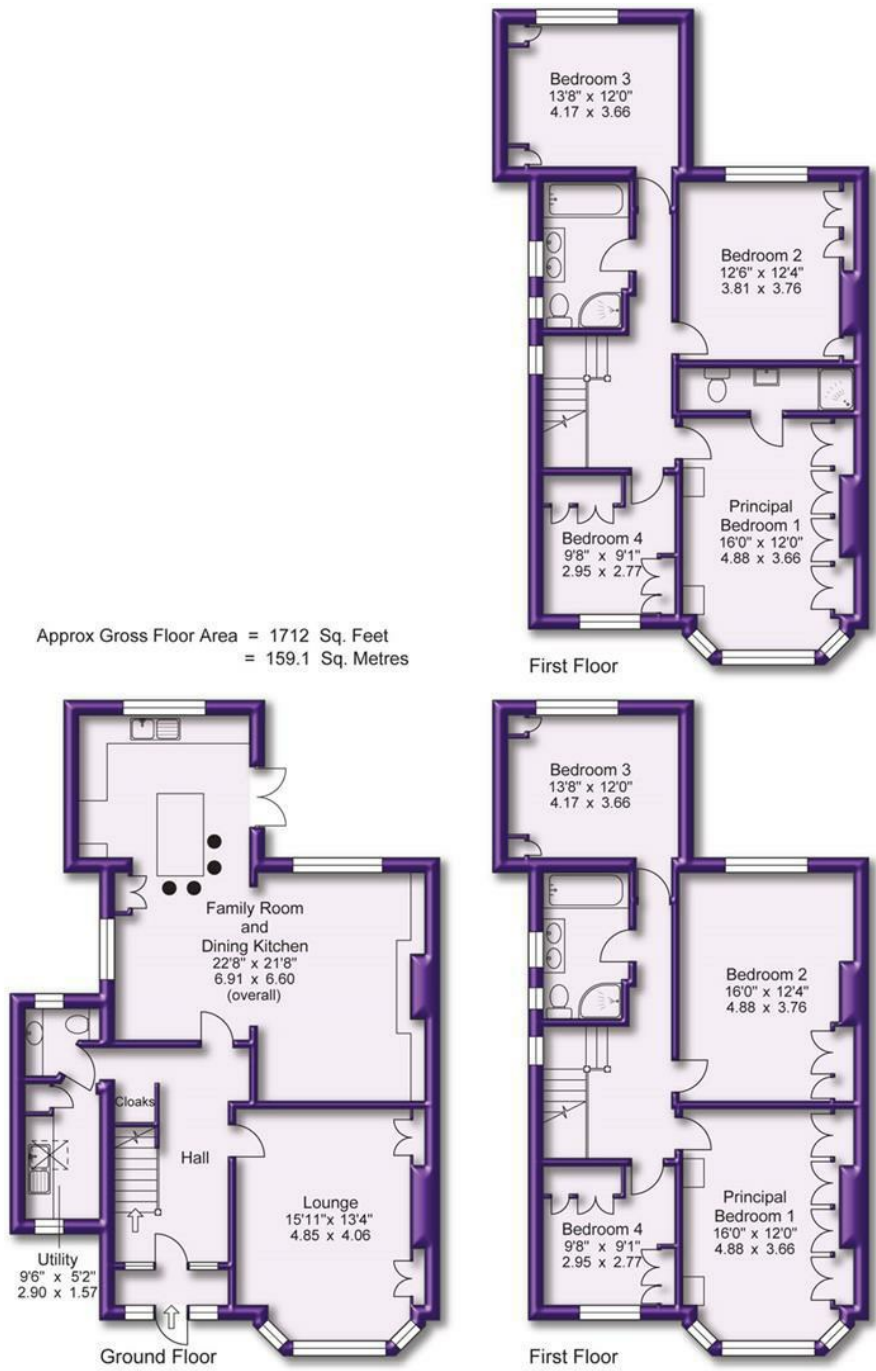 Bedroom 3
13'8" x 12'0"
4.17 x 3.66
Bedroom 2
12'6" x 12'4"
3.81 x 3.76
Principal
Bedroom 1
16'0" x 12'0"
4.88 x 3.66
Bedroom 4
9'8" x 9'1"
2.95 x 2.77
First Floor
Approx Gross Floor Area = 1712 Sq. Feet
= 159.1 Sq. Metres
Family Room
and
Dining Kitchen
22'8" x 21'8"
6.91 x 6.60
(overall)
Cloaks
Hall
Lounge
15'11"x 13'4"
4.85 x 4.06
Utility
9'6" x 5'2"
2.90 x 1.57
Ground Floor
Bedroom 3
13'8" x 12'0"
4.17 x 3.66
Bedroom 2
16'0" x 12'4"
4.88 x 3.76
Principal
Bedroom 1
16'0" x 12'0"
4.88 x 3.66
Bedroom 4
9'8" x 9'1"
2.95 x 2.77
First Floor